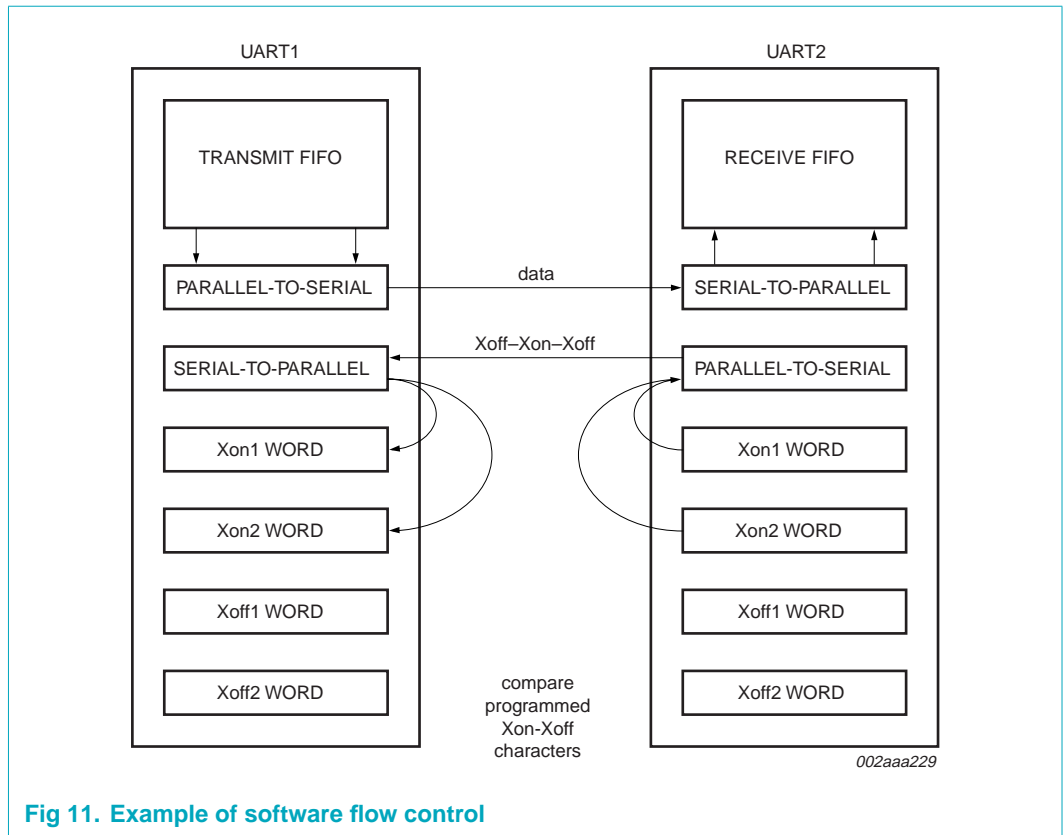 UART1
UART2
TRANSMIT FIFO
RECEIVE FIFO
data
PARALLEL-TO-SERIAL
SERIAL-TO-PARALLEL
Xoff–Xon–Xoff
SERIAL-TO-PARALLEL
PARALLEL-TO-SERIAL
Xon1 WORD
Xon1 WORD
Xon2 WORD
Xon2 WORD
Xoff1 WORD
Xoff1 WORD
Xoff2 WORD
Xoff2 WORD
compare
programmed
Xon-Xoff
characters
002aaa229
Fig 11. Example of software flow control